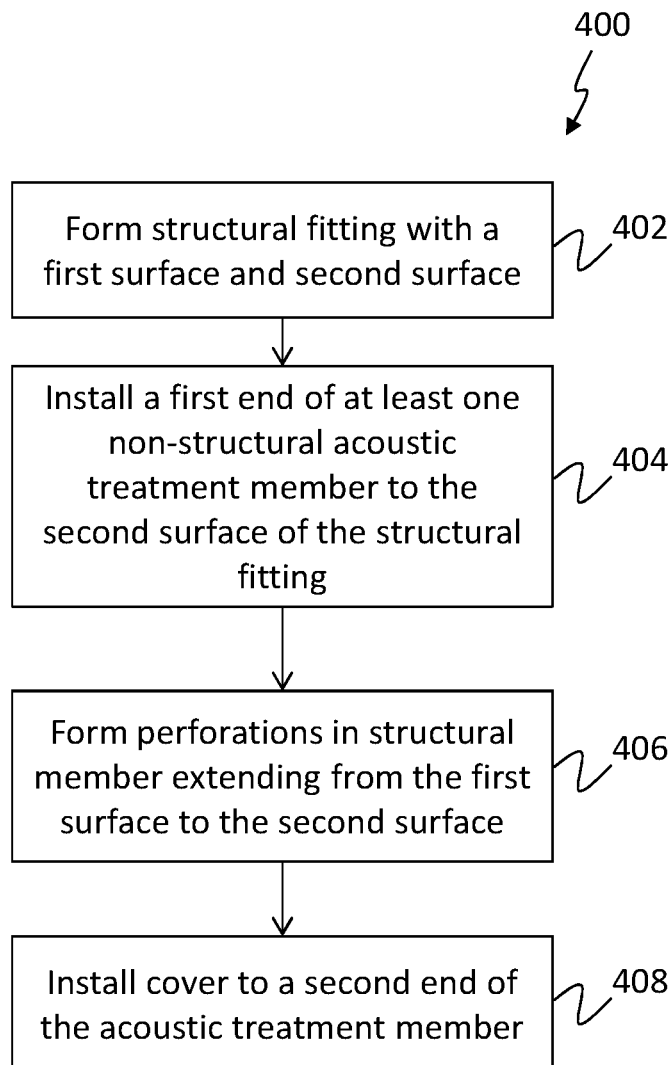 400
Form structural fitting with a
first surface and second surface
402
Install a first end of at least one
non-structural acoustic
treatment member to the
second surface of the structural
fitting
404
Form perforations in structural
member extending from the first
surface to the second surface
406
Install cover to a second end of
the acoustic treatment member
408